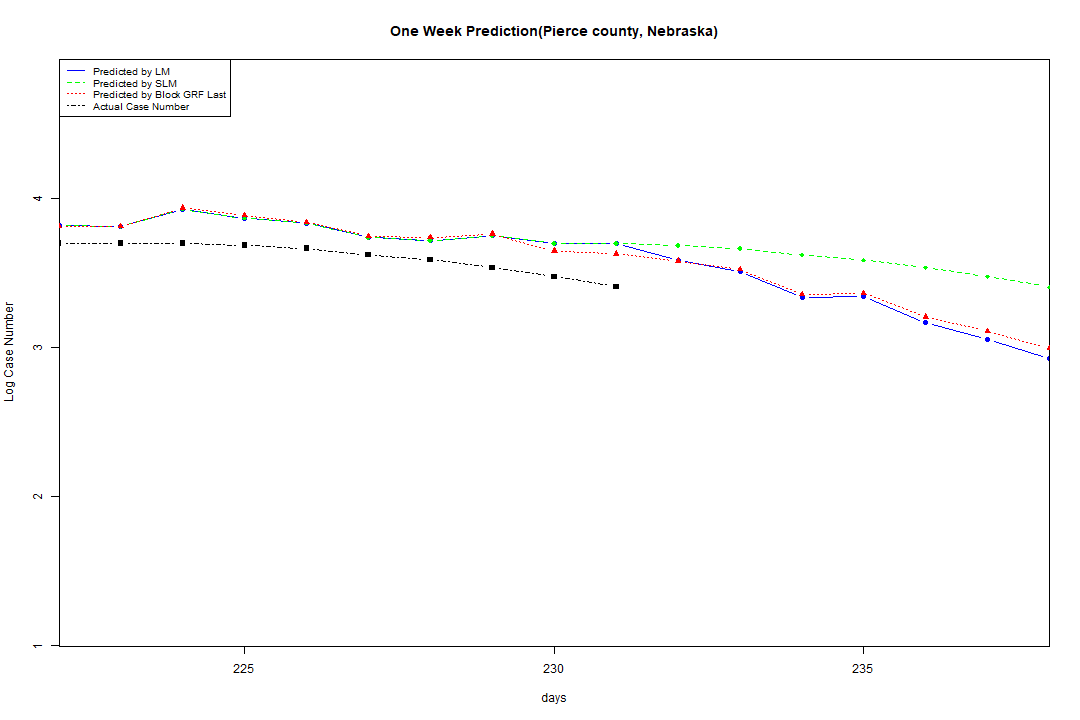 One Week Prediction(Pierce county, Nebraska)
Predicted by LM
Predicted by SLM
Predicted by Block GRF Last
Actual Case Number
4
3
2
1
Log Case Number
225 230 235
days